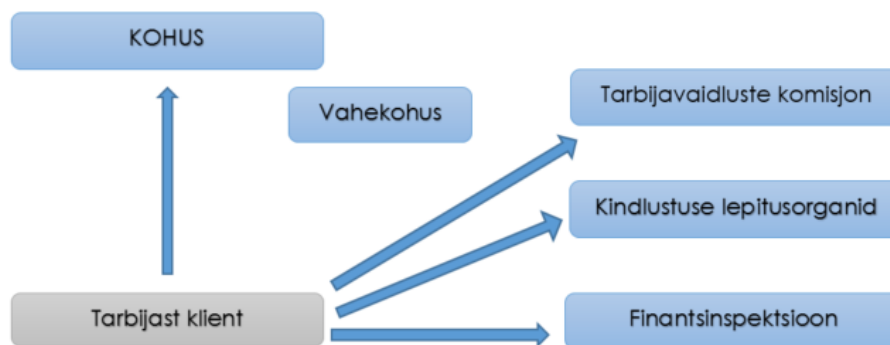 KOHUS
Vahekohus
Tarbijavaidluste komisjon
Kindlustuse lepitusorganid
Tarbijast klient
Finantsinspektsioon